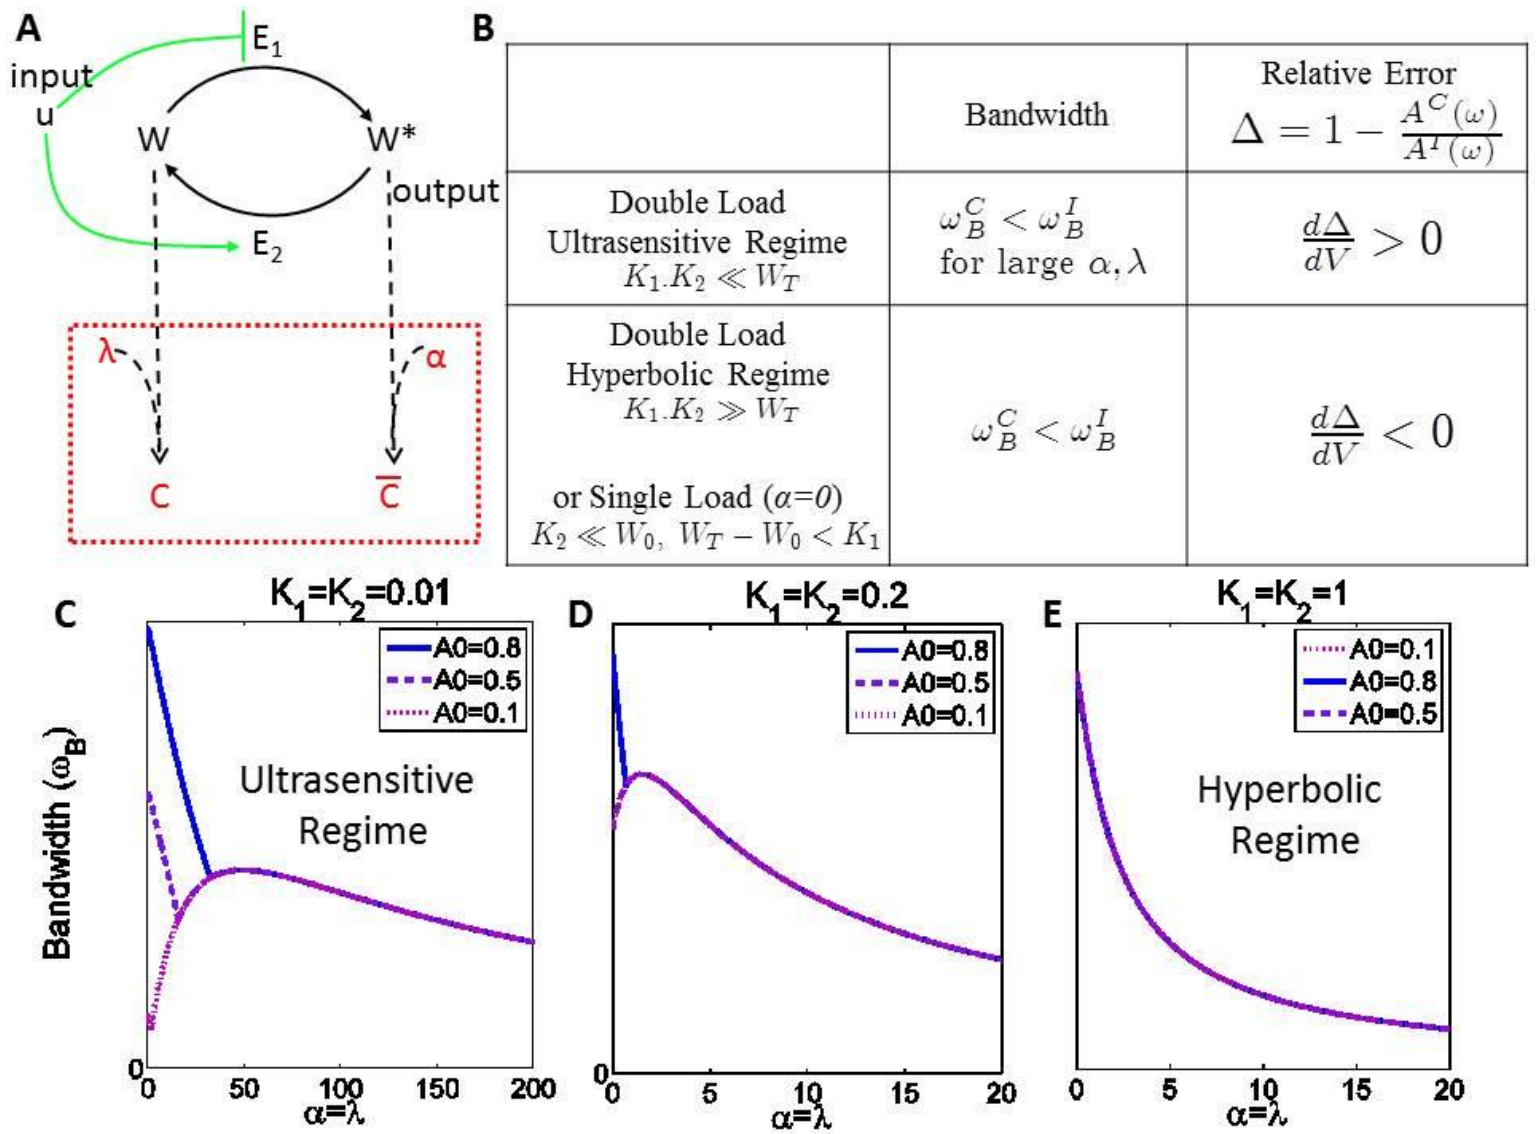 A
input
u
E₁
W
W*
output
E₂
λ
α
C
C̅
B
Bandwidth
Relative Error
Δ = 1 − A^C(ω)/A^I(ω)
Double Load
Ultrasensitive Regime
K₁.K₂ ≪ W_T
ω_B^C < ω_B^I
for large α, λ
dΔ/dV > 0
Double Load
Hyperbolic Regime
K₁.K₂ ≫ W_T
or Single Load (α=0)
K₂ ≪ W₀, W_T − W₀ < K₁
ω_B^C < ω_B^I
dΔ/dV < 0
C
K₁=K₂=0.01
A0=0.8
A0=0.5
A0=0.1
Ultrasensitive
Regime
Bandwidth (ω_B)
0
0 50 100 150 200
α=λ
D
K₁=K₂=0.2
A0=0.8
A0=0.5
A0=0.1
0
0 5 10 15 20
α=λ
E
K₁=K₂=1
A0=0.1
A0=0.8
A0=0.5
Hyperbolic
Regime
0 5 10 15 20
α=λ